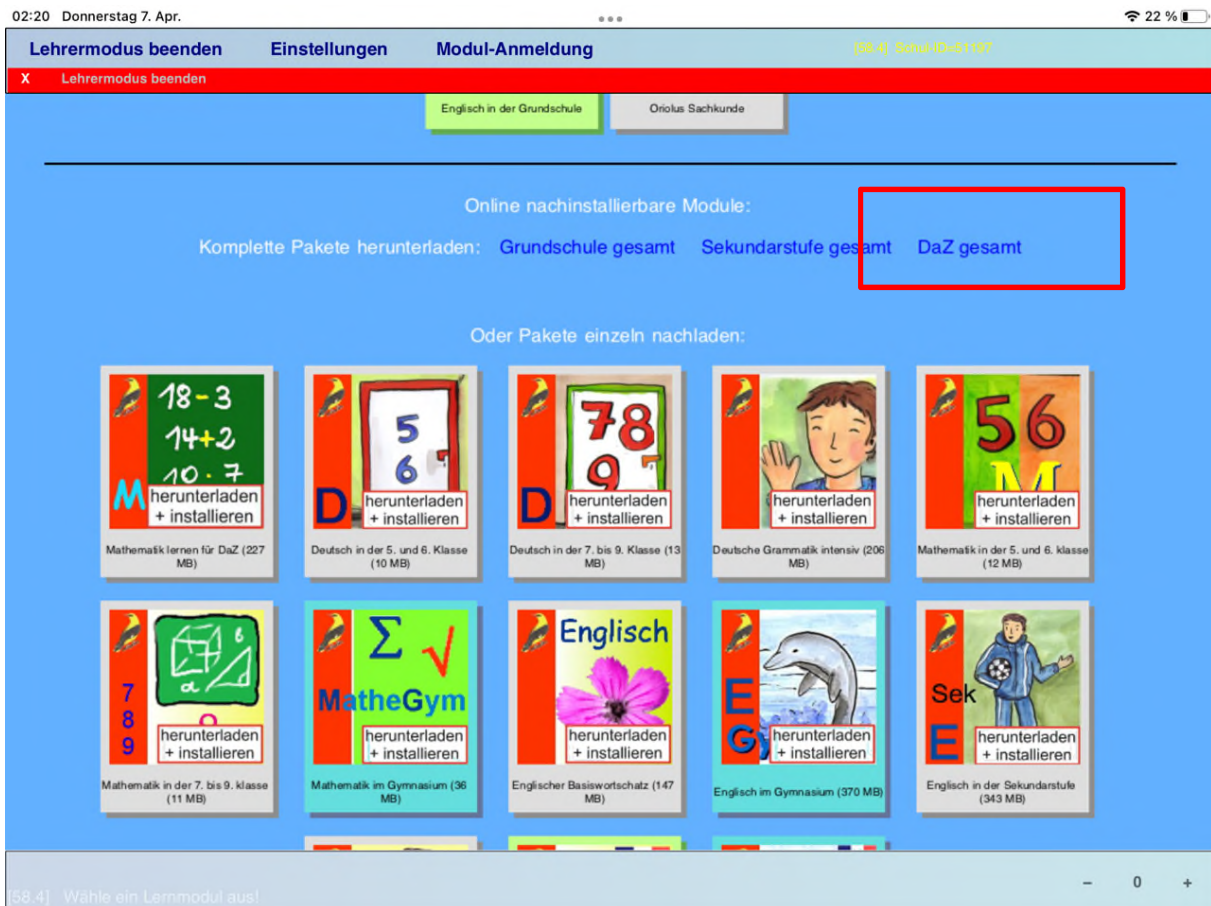 02:20 Donnerstag 7. Apr. 22 %
Lehrermodus beenden Einstellungen Modul-Anmeldung [58.4] Schul-ID=51197
X Lehrermodus beenden
Englisch in der Grundschule Oriolus Sachkunde
Online nachinstallierbare Module:
Komplette Pakete herunterladen: Grundschule gesamt Sekundarstufe gesamt DaZ gesamt
Oder Pakete einzeln nachladen:
18-3
14+2
10·7
M
herunterladen
+ installieren
Mathematik lernen für DaZ (227
MB)
5
6
D
herunterladen
+ installieren
Deutsch in der 5. und 6. Klasse
(10 MB)
78
9
D
herunterladen
+ installieren
Deutsch in der 7. bis 9. Klasse (13
MB)
herunterladen
+ installieren
Deutsche Grammatik intensiv (206
MB)
56
M
herunterladen
+ installieren
Mathematik in der 5. und 6. klasse
(12 MB)
7
8
9
herunterladen
+ installieren
Mathematik in der 7. bis 9. klasse
(11 MB)
Σ √
MatheGym
herunterladen
+ installieren
Mathematik im Gymnasium (36
MB)
Englisch
herunterladen
+ installieren
Englischer Basiswortschatz (147
MB)
E
Gy
herunterladen
+ installieren
Englisch im Gymnasium (370 MB)
Sek
E
herunterladen
+ installieren
Englisch in der Sekundarstufe
(343 MB)
- 0 +
[58.4] Wähle ein Lernmodul aus!